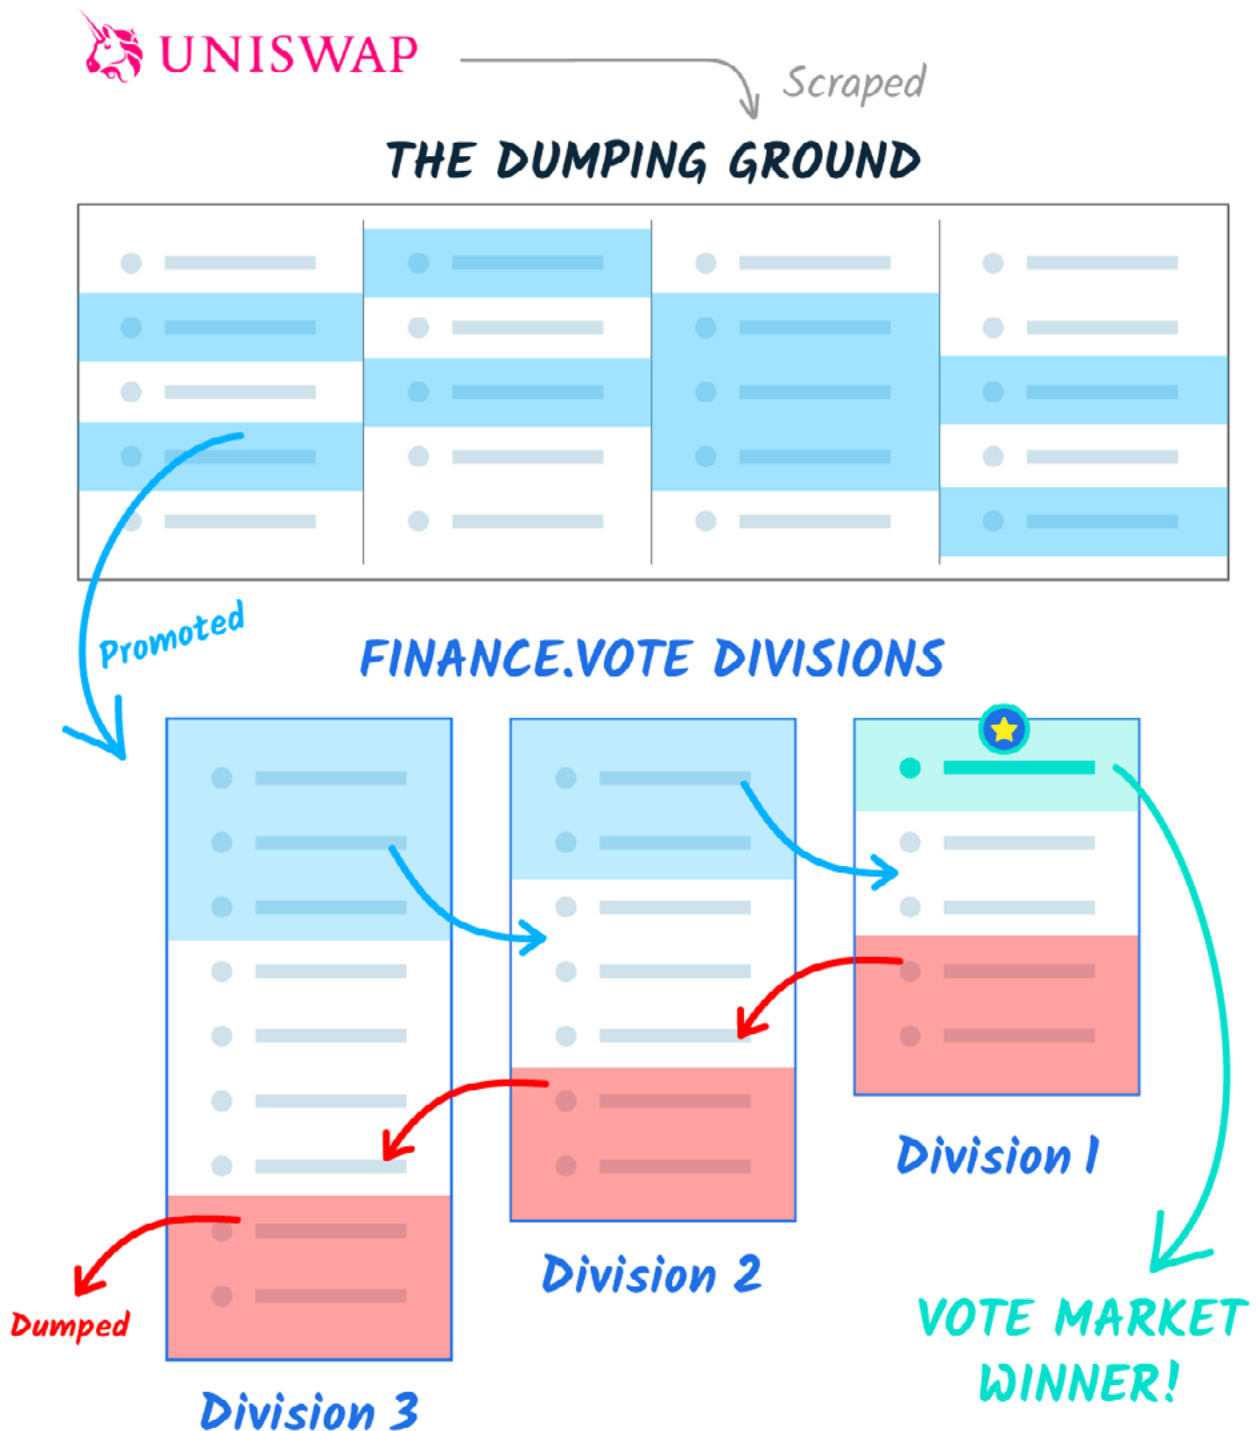 UNISWAP
Scraped
THE DUMPING GROUND
Promoted
FINANCE.VOTE DIVISIONS
Division 1
Division 2
Dumped
VOTE MARKET
WINNER!
Division 3